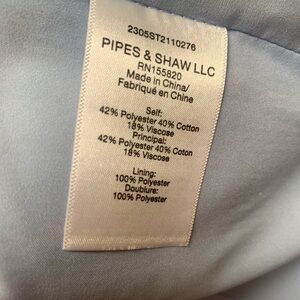 2305ST2110276
PIPES & SHAW LLC
RN155820
Made in China/
Fabriqué en Chine
Self:
42% Polyester 40% Cotton
18% Viscose
Principal:
42% Polyester 40% Coton
18% Viscose
Lining:
100% Polyester
Doublure:
100% Polyester